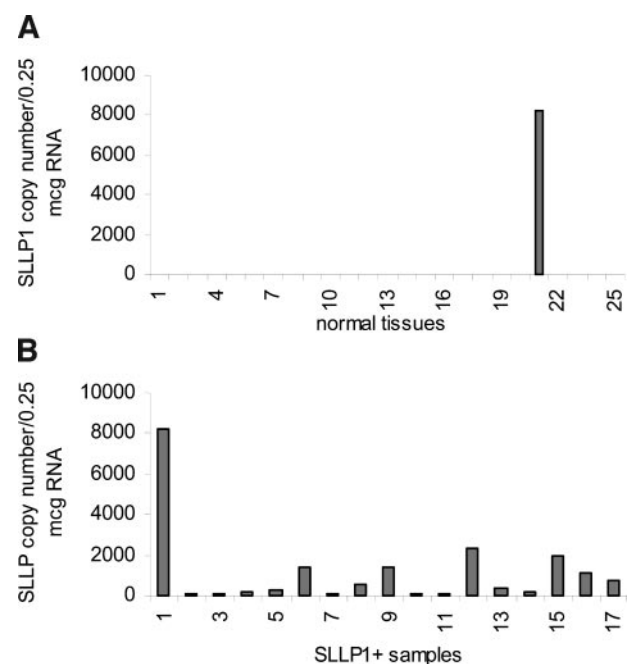 A
SLLP1 copy number/0.25
mcg RNA
10000
8000
6000
4000
2000
0
1 4 7 10 13 16 19 22 25
normal tissues
B
SLLP copy number/0.25
mcg RNA
10000
8000
6000
4000
2000
0
1 3 5 7 9 11 13 15 17
SLLP1+ samples